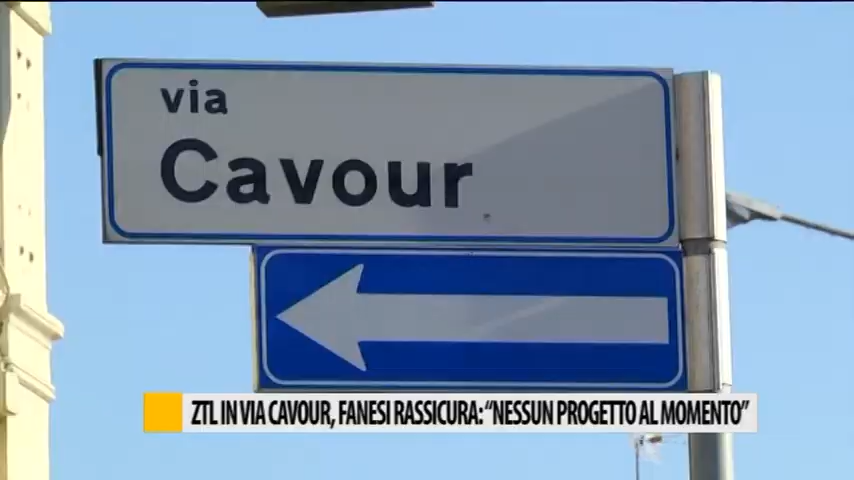 via
Cavour
ZTL IN VIA CAVOUR, FANESI RASSICURA: “NESSUN PROGETTO AL MOMENTO”